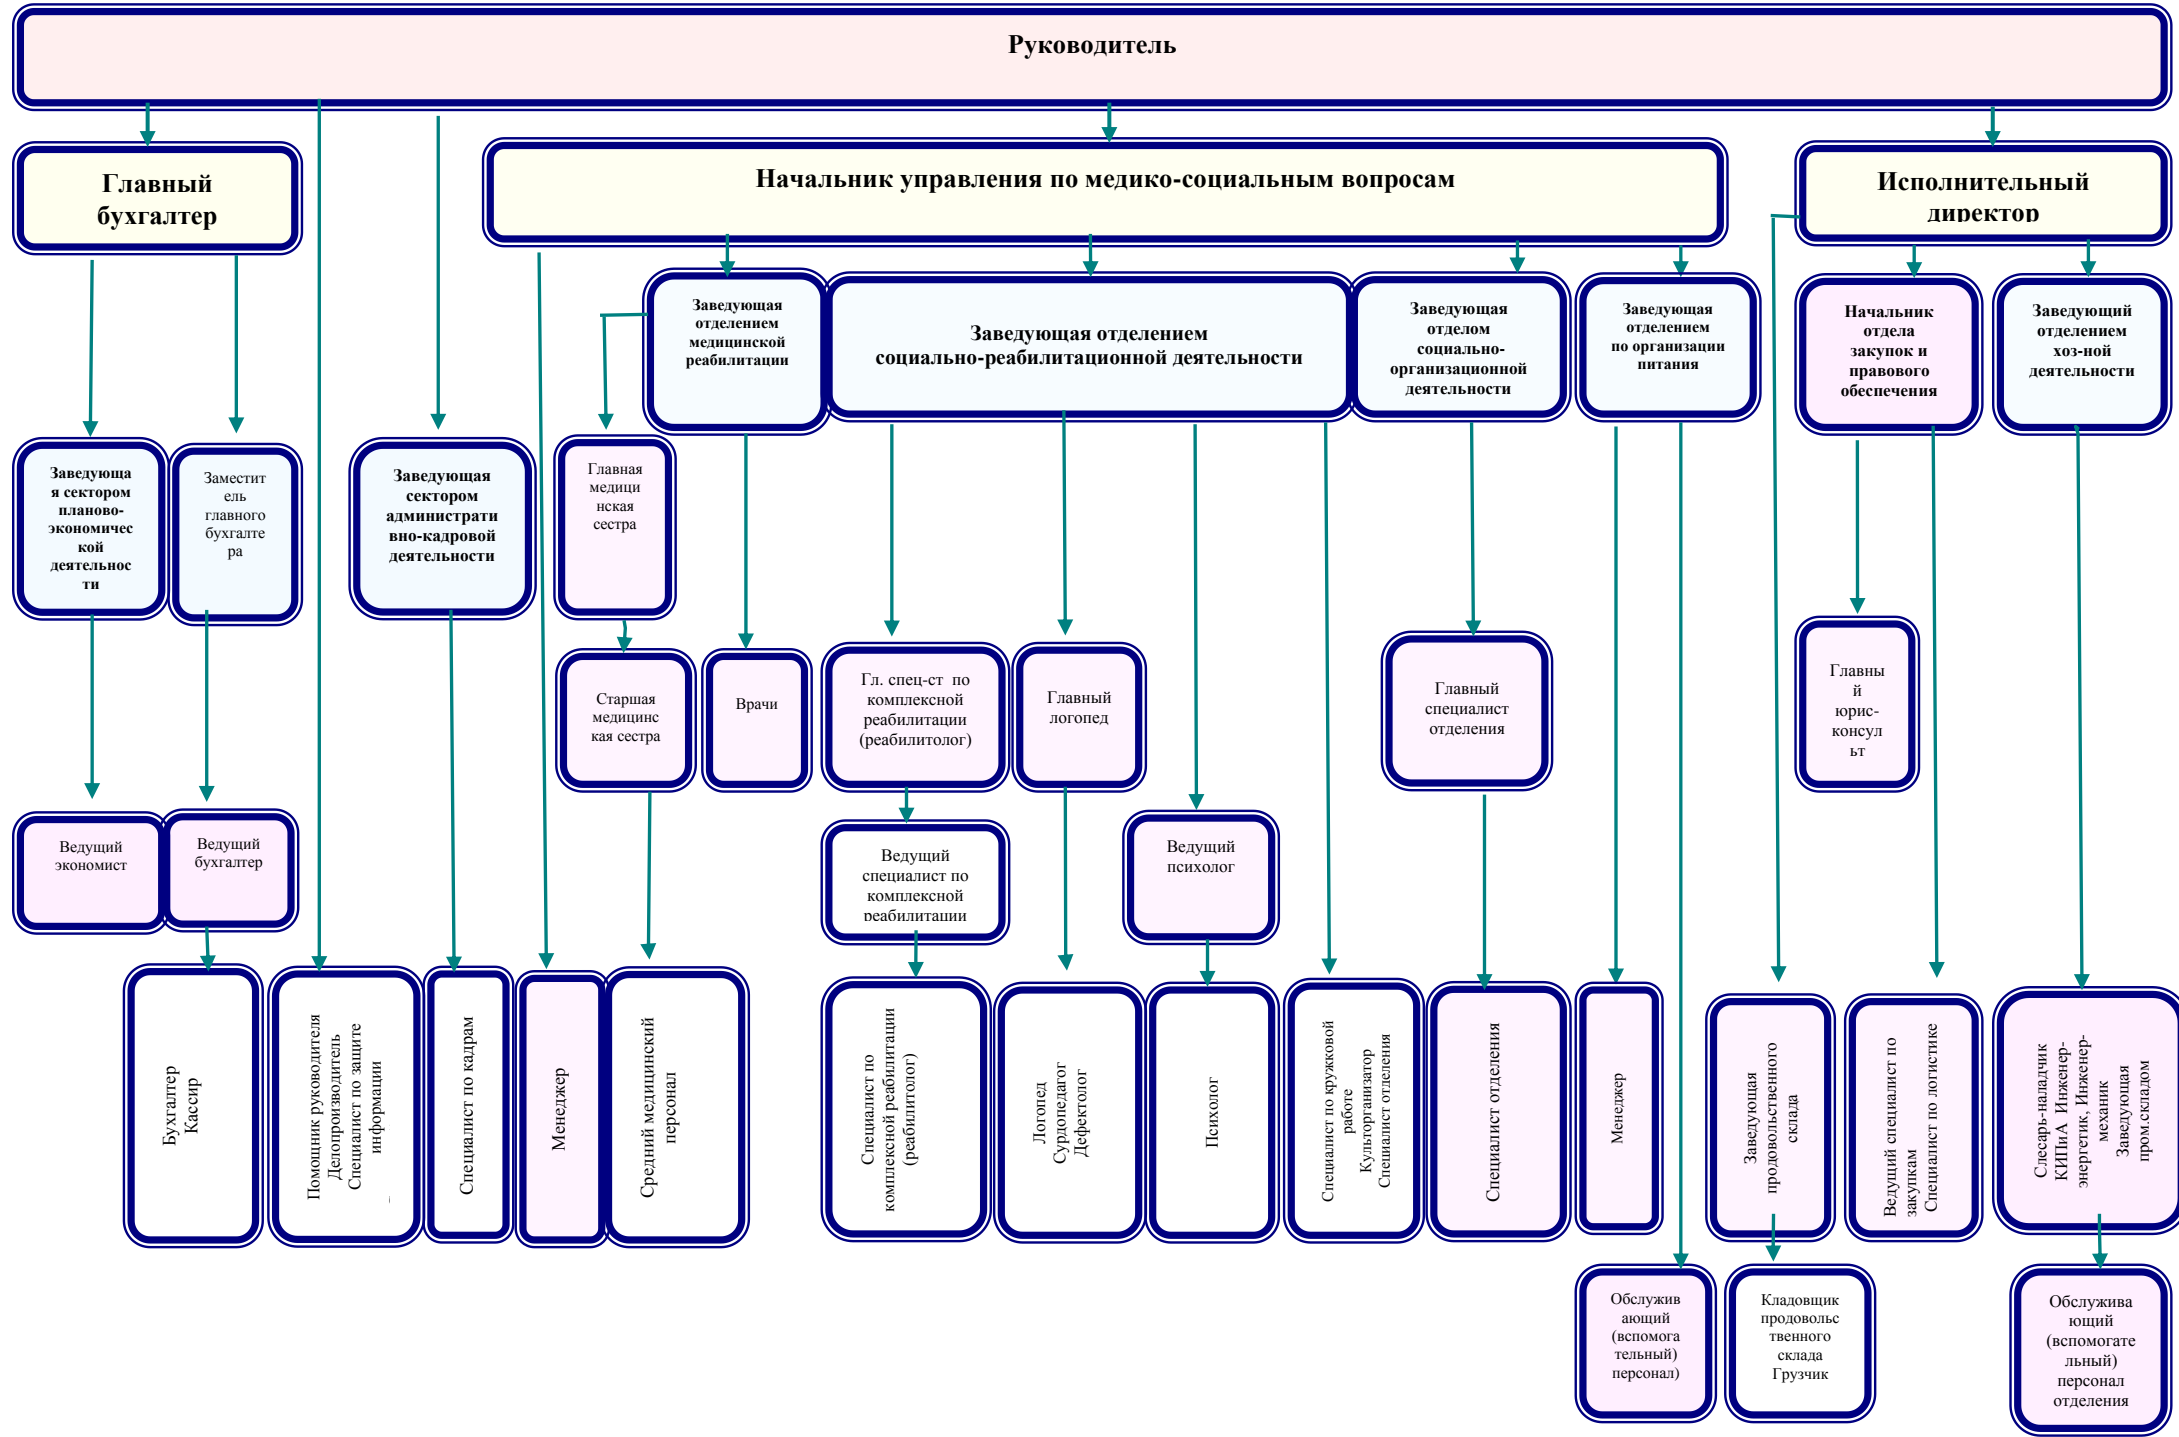 Руководитель
Главный
бухгалтер
Начальник управления по медико-социальным вопросам
Исполнительный
директор
Заведующая
отделением
медицинской
реабилитации
Заведующая отделением
социально-реабилитационной деятельности
Заведующая
отделом
социально-
организационной
деятельности
Заведующая
отделением
по организации
питания
Начальник
отдела
закупок и
правового
обеспечения
Заведующий
отделением
хоз-ной
деятельности
Заведующа
я сектором
планово-
экономичес
кой
деятельнос
ти
Заместит
ель
главного
бухгалте
ра
Заведующая
сектором
администрати
вно-кадровой
деятельности
Главная
медици
нская
сестра
Старшая
медицинс
кая сестра
Врачи
Гл. спец-ст по
комплексной
реабилитации
(реабилитолог)
Главный
логопед
Главный
специалист
отделения
Главны
й
юрис-
консул
ьт
Ведущий
экономист
Ведущий
бухгалтер
Ведущий
специалист по
комплексной
реабилитации
Ведущий
психолог
Бухгалтер
Кассир
Помощник руководителя
Делопроизводитель
Специалист по защите
информации
Специалист по кадрам
Менеджер
Средний медицинский
персонал
Специалист по
комплексной реабилитации
(реабилитолог)
Логопед
Сурдопедагог
Дефектолог
Психолог
Специалист по кружковой
работе
Культорганизатор
Специалист отделения
Специалист отделения
Менеджер
Заведующая
продовольственного
склада
Ведущий специалист по
закупкам
Специалист по логистике
Слесарь-наладчик
КИПиА Инженер-
энергетик, Инженер-
механик
Заведующая
пром.складом
Обслужив
ающий
(вспомога
тельный)
персонал)
Кладовщик
продовольс
твенного
склада
Грузчик
Обслужива
ющий
(вспомогате
льный)
персонал
отделения